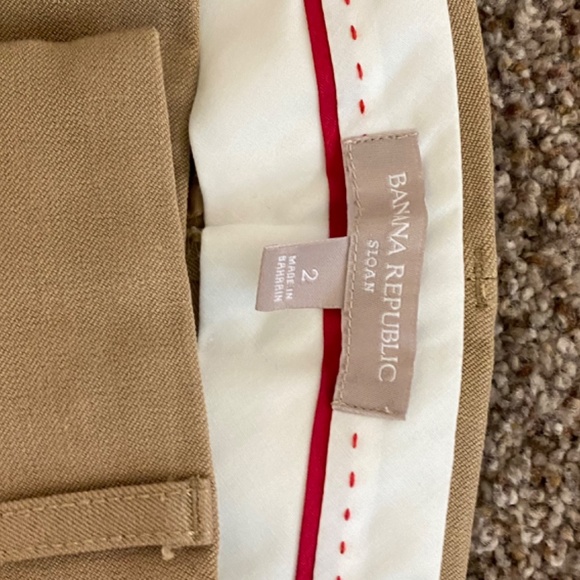 BANANA REPUBLIC
SLOAN
2
MADE IN
BAHRAIN